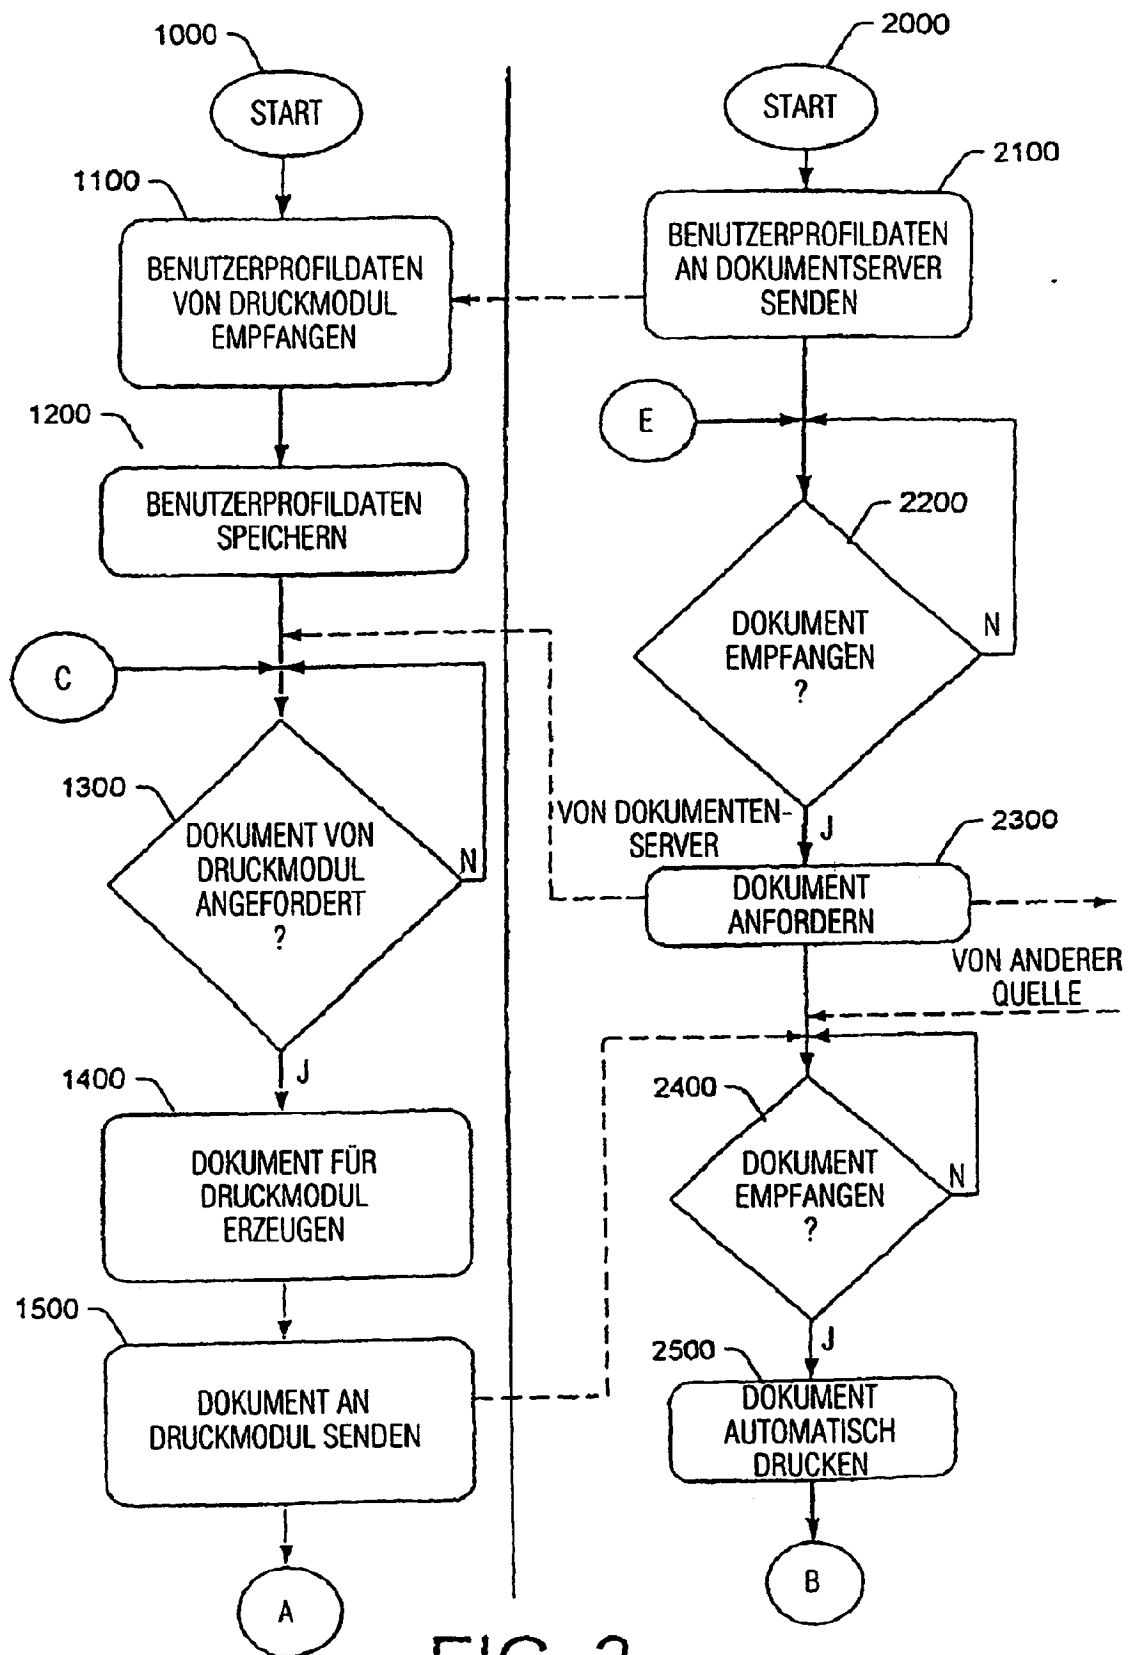 1000
START
1100
BENUTZERPROFILDATEN
VON DRUCKMODUL
EMPFANGEN
1200
BENUTZERPROFILDATEN
SPEICHERN
C
1300
DOKUMENT VON
DRUCKMODUL
ANGEFORDERT
?
N
J
1400
DOKUMENT FÜR
DRUCKMODUL
ERZEUGEN
1500
DOKUMENT AN
DRUCKMODUL SENDEN
A
2000
START
2100
BENUTZERPROFILDATEN
AN DOKUMENTSERVER
SENDEN
E
2200
DOKUMENT
EMPFANGEN
?
N
J
VON DOKUMENTEN-
SERVER
2300
DOKUMENT
ANFORDERN
VON ANDERER
QUELLE
2400
DOKUMENT
EMPFANGEN
?
N
J
2500
DOKUMENT
AUTOMATISCH
DRUCKEN
B